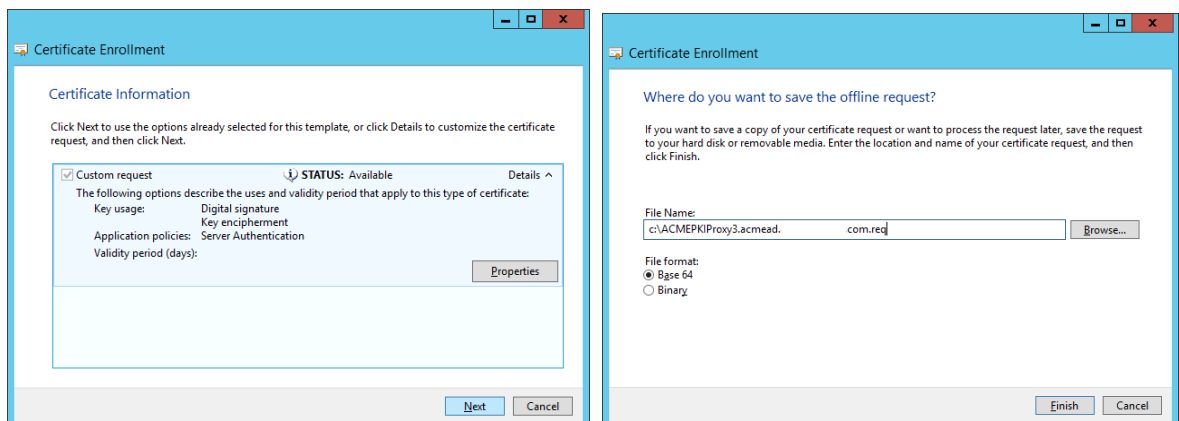 Certificate Enrollment
Certificate Information
Click Next to use the options already selected for this template, or click Details to customize the certificate
request, and then click Next.
Custom request STATUS: Available Details
The following options describe the uses and validity period that apply to this type of certificate:
Key usage: Digital signature
Key encipherment
Application policies: Server Authentication
Validity period (days):
Properties
Next Cancel
Certificate Enrollment
Where do you want to save the offline request?
If you want to save a copy of your certificate request or want to process the request later, save the request
to your hard disk or removable media. Enter the location and name of your certificate request, and then
click Finish.
File Name:
c:\ACMEPKIProxy3.acmead. com.req Browse...
File format:
Base 64
Binary
Finish Cancel